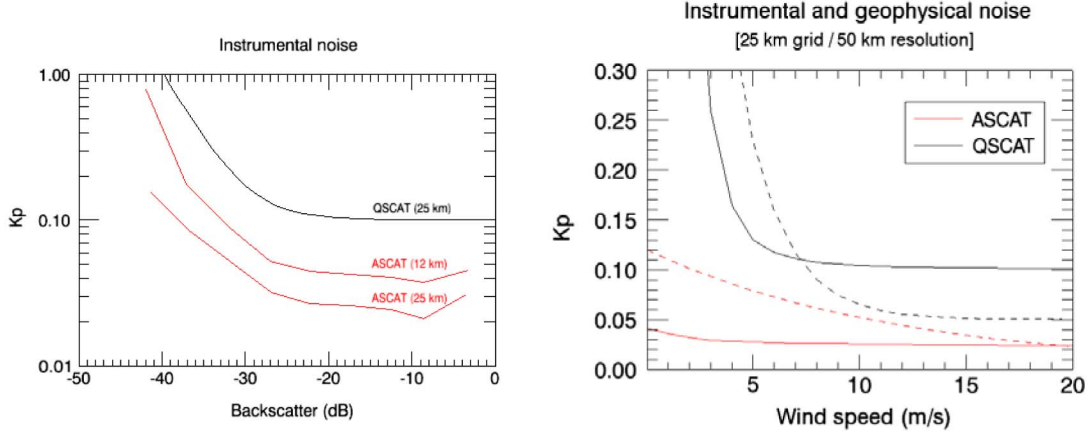 Instrumental noise
1.00
0.10
0.01
Kp
QSCAT (25 km)
ASCAT (12 km)
ASCAT (25 km)
-50
-40
-30
-20
-10
0
Backscatter (dB)
Instrumental and geophysical noise
[25 km grid / 50 km resolution]
0.30
0.25
0.20
0.15
0.10
0.05
0.00
Kp
ASCAT
QSCAT
5
10
15
20
Wind speed (m/s)